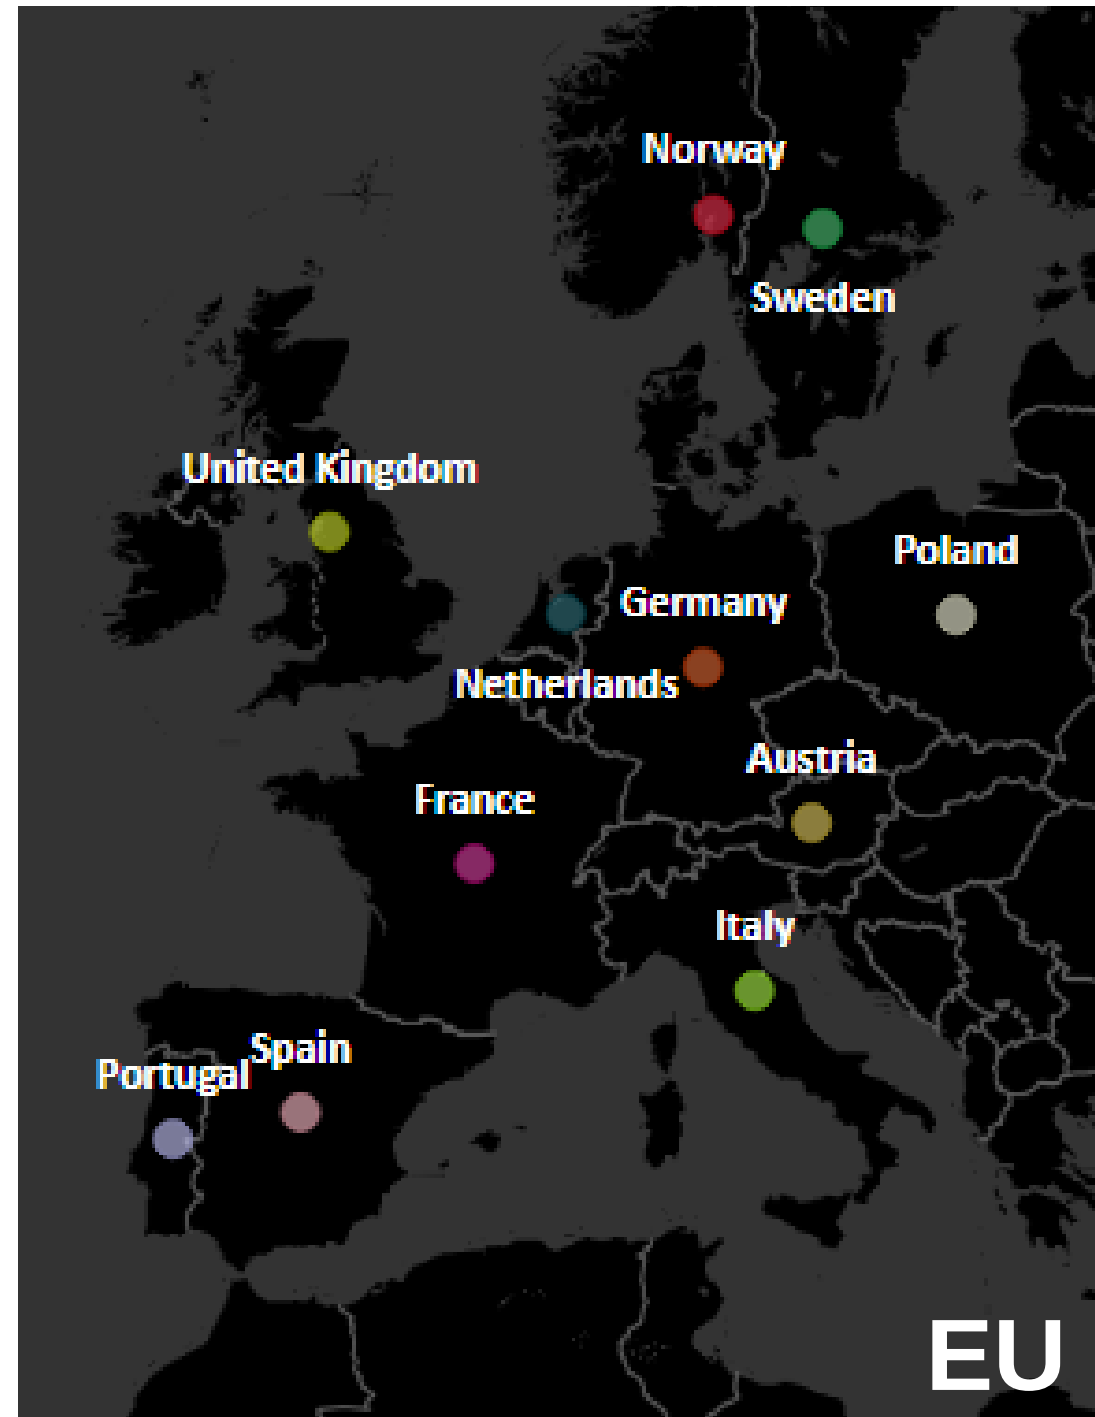 Norway
Sweden
United Kingdom
Poland
Germany
Netherlands
Austria
France
Italy
Spain
Portugal
EU